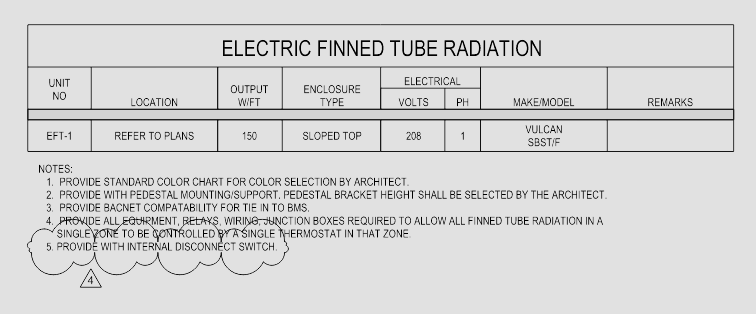 ELECTRIC FINNED TUBE RADIATION
UNIT NO LOCATION OUTPUT W/FT ENCLOSURE TYPE ELECTRICAL VOLTS PH MAKE/MODEL REMARKS
EFT-1 REFER TO PLANS 150 SLOPED TOP 208 1 VULCAN SBST/F
NOTES:
1. PROVIDE STANDARD COLOR CHART FOR COLOR SELECTION BY ARCHITECT.
2. PROVIDE WITH PEDESTAL MOUNTING/SUPPORT. PEDESTAL BRACKET HEIGHT SHALL BE SELECTED BY THE ARCHITECT.
3. PROVIDE BACNET COMPATABILITY FOR TIE IN TO BMS.
4. PROVIDE ALL EQUIPMENT, RELAYS, WIRING, JUNCTION BOXES REQUIRED TO ALLOW ALL FINNED TUBE RADIATION IN A
SINGLE ZONE TO BE CONTROLLED BY A SINGLE THERMOSTAT IN THAT ZONE.
5. PROVIDE WITH INTERNAL DISCONNECT SWITCH.
4